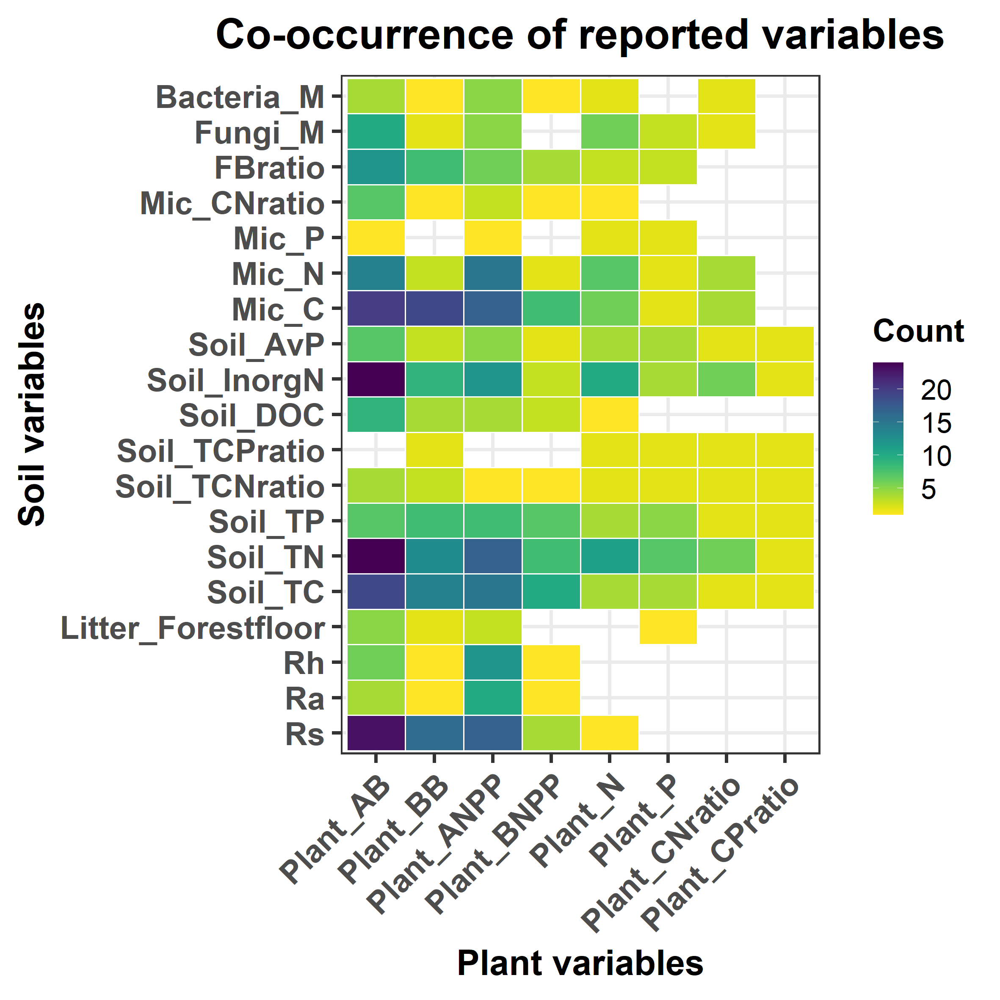 Co-occurrence of reported variables
Soil variables
Bacteria_M
Fungi_M
FBratio
Mic_CNratio
Mic_P
Mic_N
Mic_C
Soil_AvP
Soil_InorgN
Soil_DOC
Soil_TCPratio
Soil_TCNratio
Soil_TP
Soil_TN
Soil_TC
Litter_Forestfloor
Rh
Ra
Rs
Plant_AB
Plant_BB
Plant_ANPP
Plant_BNPP
Plant_N
Plant_P
Plant_CNratio
Plant_CPratio
Plant variables
Count
20
15
10
5